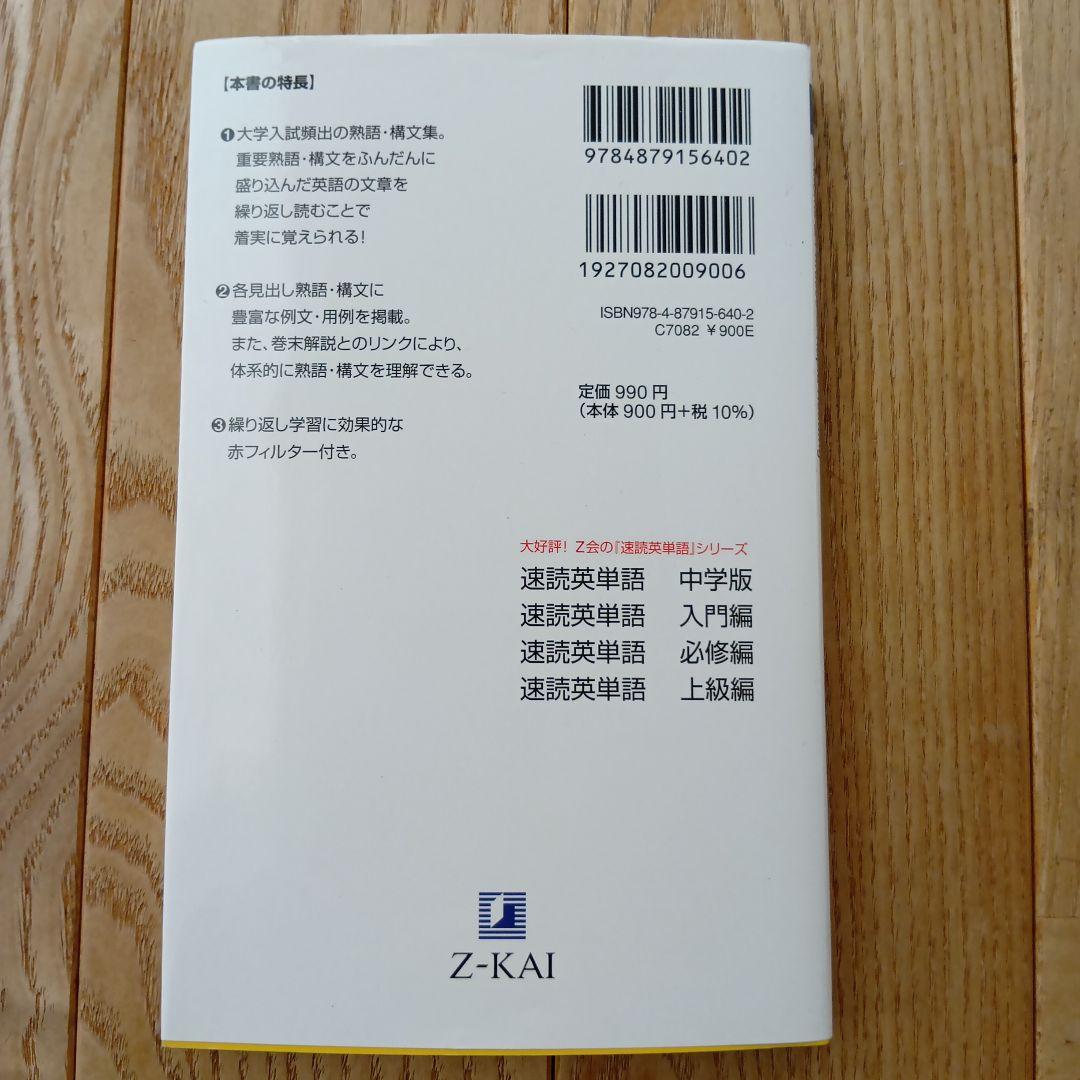 【本書の特長】
❶大学入試頻出の熟語・構文集。
重要熟語・構文をふんだんに
盛り込んだ英語の文章を
繰り返し読むことで
着実に覚えられる!
❷各見出し熟語・構文に
豊富な例文・用例を掲載。
また、巻末解説とのリンクにより、
体系的に熟語・構文を理解できる。
❸繰り返し学習に効果的な
赤フィルター付き。
9784879156402
1927082009006
ISBN978-4-87915-640-2
C7082 ¥900E
定価 990 円
(本体 900 円+税 10%)
大好評! Z会の『速読英単語』シリーズ
速読英単語 中学版
速読英単語 入門編
速読英単語 必修編
速読英単語 上級編
Z-KAI